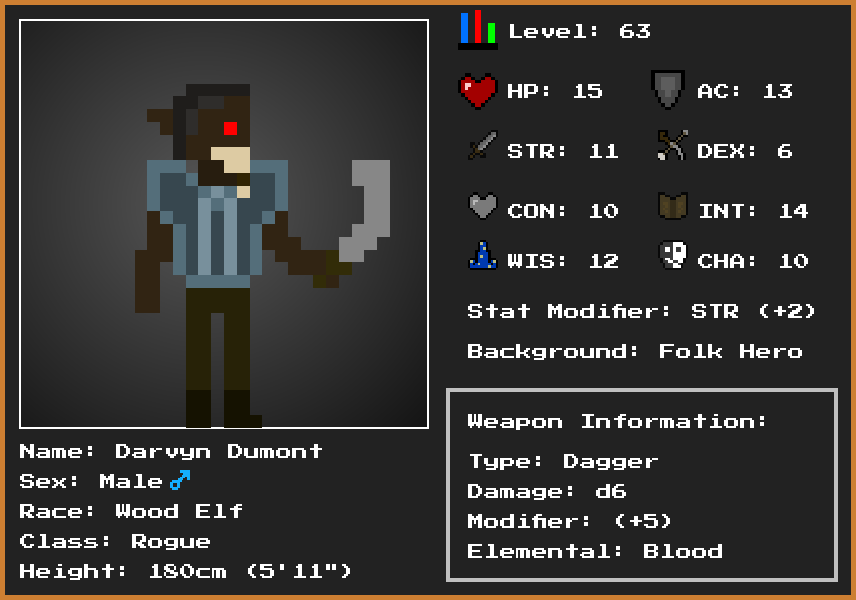 Level: 63
HP: 15
AC: 13
STR: 11
DEX: 6
CON: 10
INT: 14
WIS: 12
CHA: 10
Stat Modifier: STR (+2)
Background: Folk Hero
Weapon Information:
Type: Dagger
Damage: d6
Modifier: (+5)
Elemental: Blood
Name: Darvyn Dumont
Sex: Male♂
Race: Wood Elf
Class: Rogue
Height: 180cm (5'11")